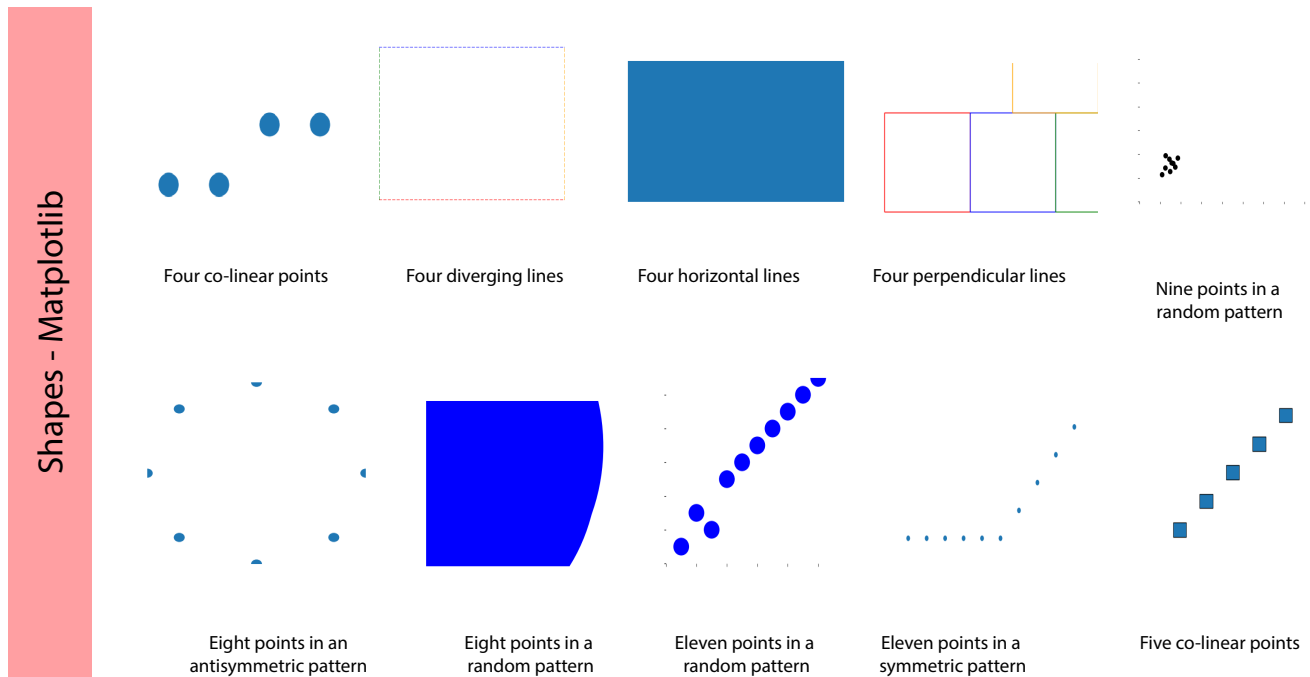 Shapes - Matplotlib
Four co-linear points
Four diverging lines
Four horizontal lines
Four perpendicular lines
Nine points in a
random pattern
Eight points in an
antisymmetric pattern
Eight points in a
random pattern
Eleven points in a
random pattern
Eleven points in a
symmetric pattern
Five co-linear points